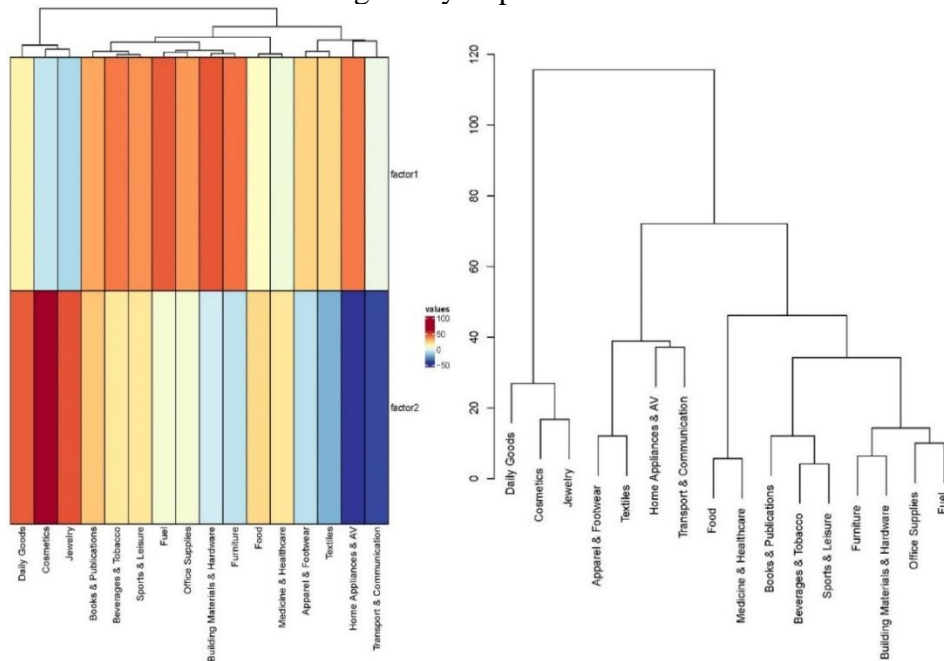 factor1
values
100
50
0
-50
factor2
Daily Goods
Cosmetics
Jewelry
Books & Publications
Beverages & Tobacco
Sports & Leisure
Fuel
Office Supplies
Building Materials & Hardware
Furniture
Food
Medicine & Healthcare
Apparel & Footwear
Textiles
Home Appliances & AV
Transport & Communication
120
100
80
60
40
20
0
Daily Goods
Cosmetics
Jewelry
Apparel & Footwear
Textiles
Home Appliances & AV
Transport & Communication
Food
Medicine & Healthcare
Books & Publications
Beverages & Tobacco
Sports & Leisure
Furniture
Building Materials & Hardware
Office Supplies
Fuel